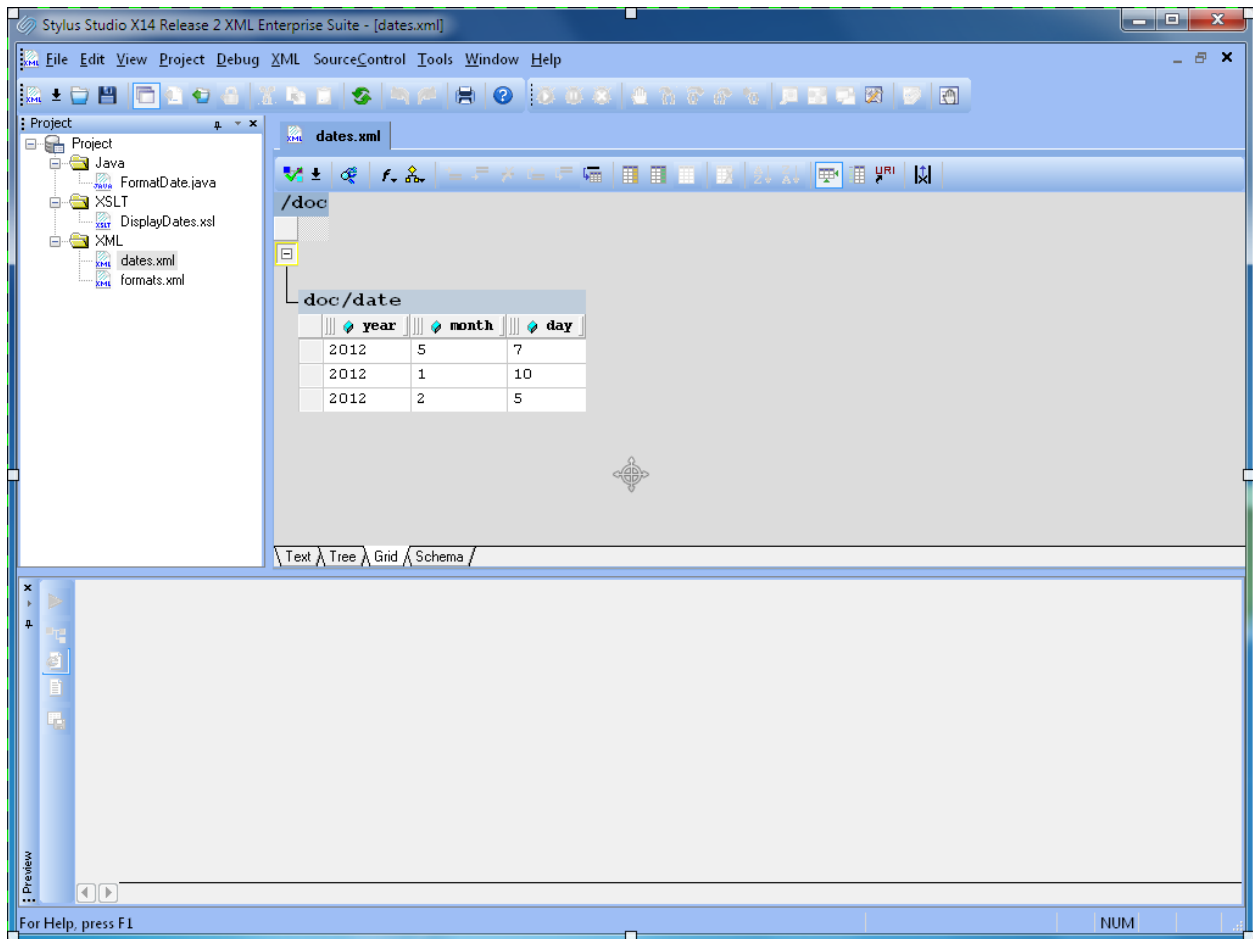 Stylus Studio X14 Release 2 XML Enterprise Suite - [dates.xml]
File Edit View Project Debug XML SourceControl Tools Window Help
Project
dates.xml
Project
Java
FormatDate.java
XSLT
DisplayDates.xsl
XML
dates.xml
formats.xml
URI
/doc
doc/date
year month day
2012 5 7
2012 1 10
2012 2 5
Text Tree Grid Schema
Preview
For Help, press F1
NUM